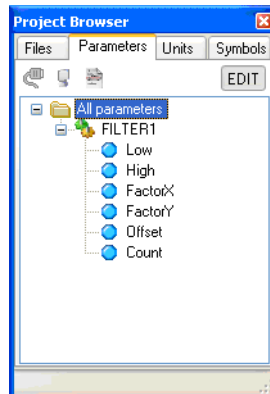 Project Browser
Files Parameters Units Symbols
EDIT
All parameters
FILTER1
Low
High
FactorX
FactorY
Offset
Count